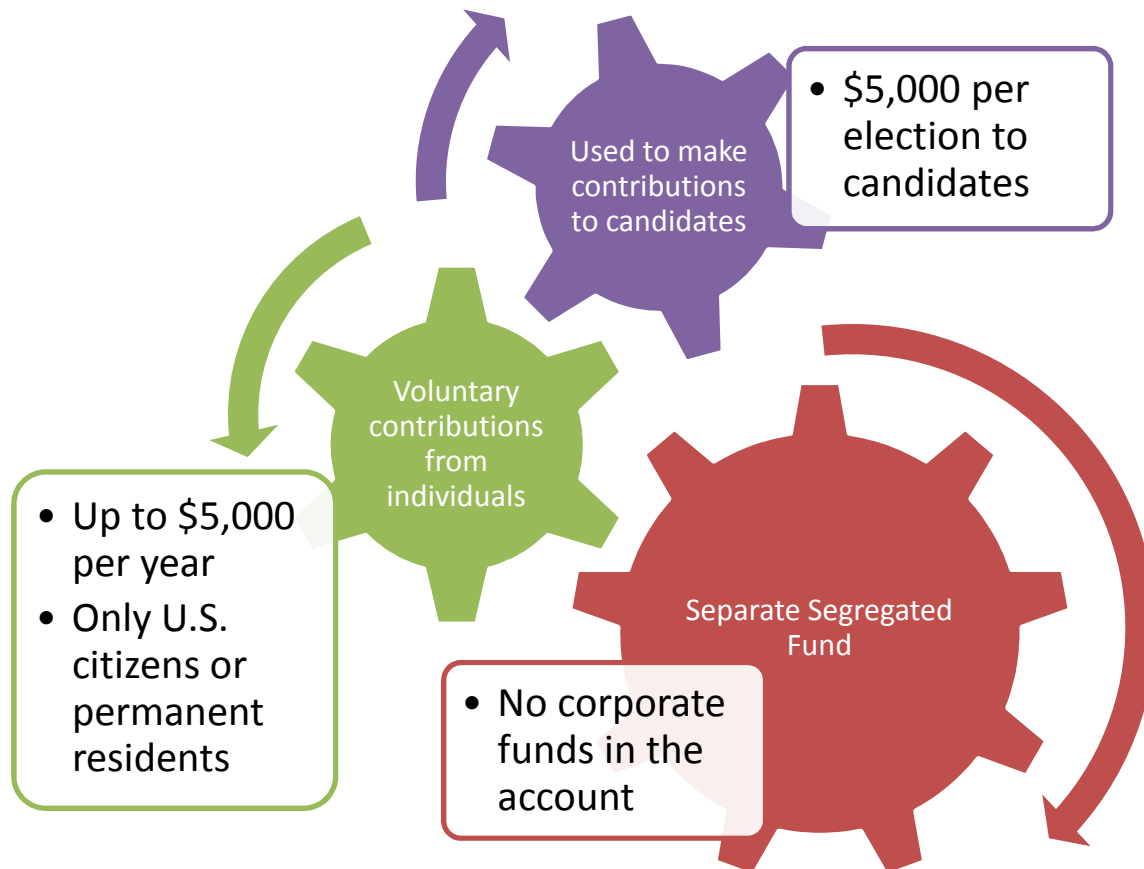 Used to make
contributions
to candidates
• $5,000 per
election to
candidates
Voluntary
contributions
from
individuals
• Up to $5,000
per year
• Only U.S.
citizens or
permanent
residents
Separate Segregated
Fund
• No corporate
funds in the
account